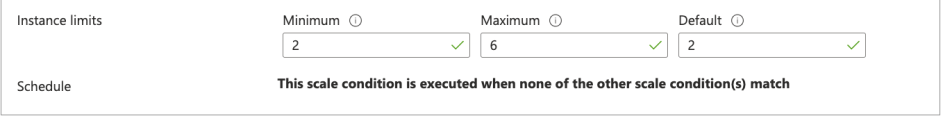 Instance limits Minimum Maximum Default
2 6 2
Schedule This scale condition is executed when none of the other scale condition(s) match